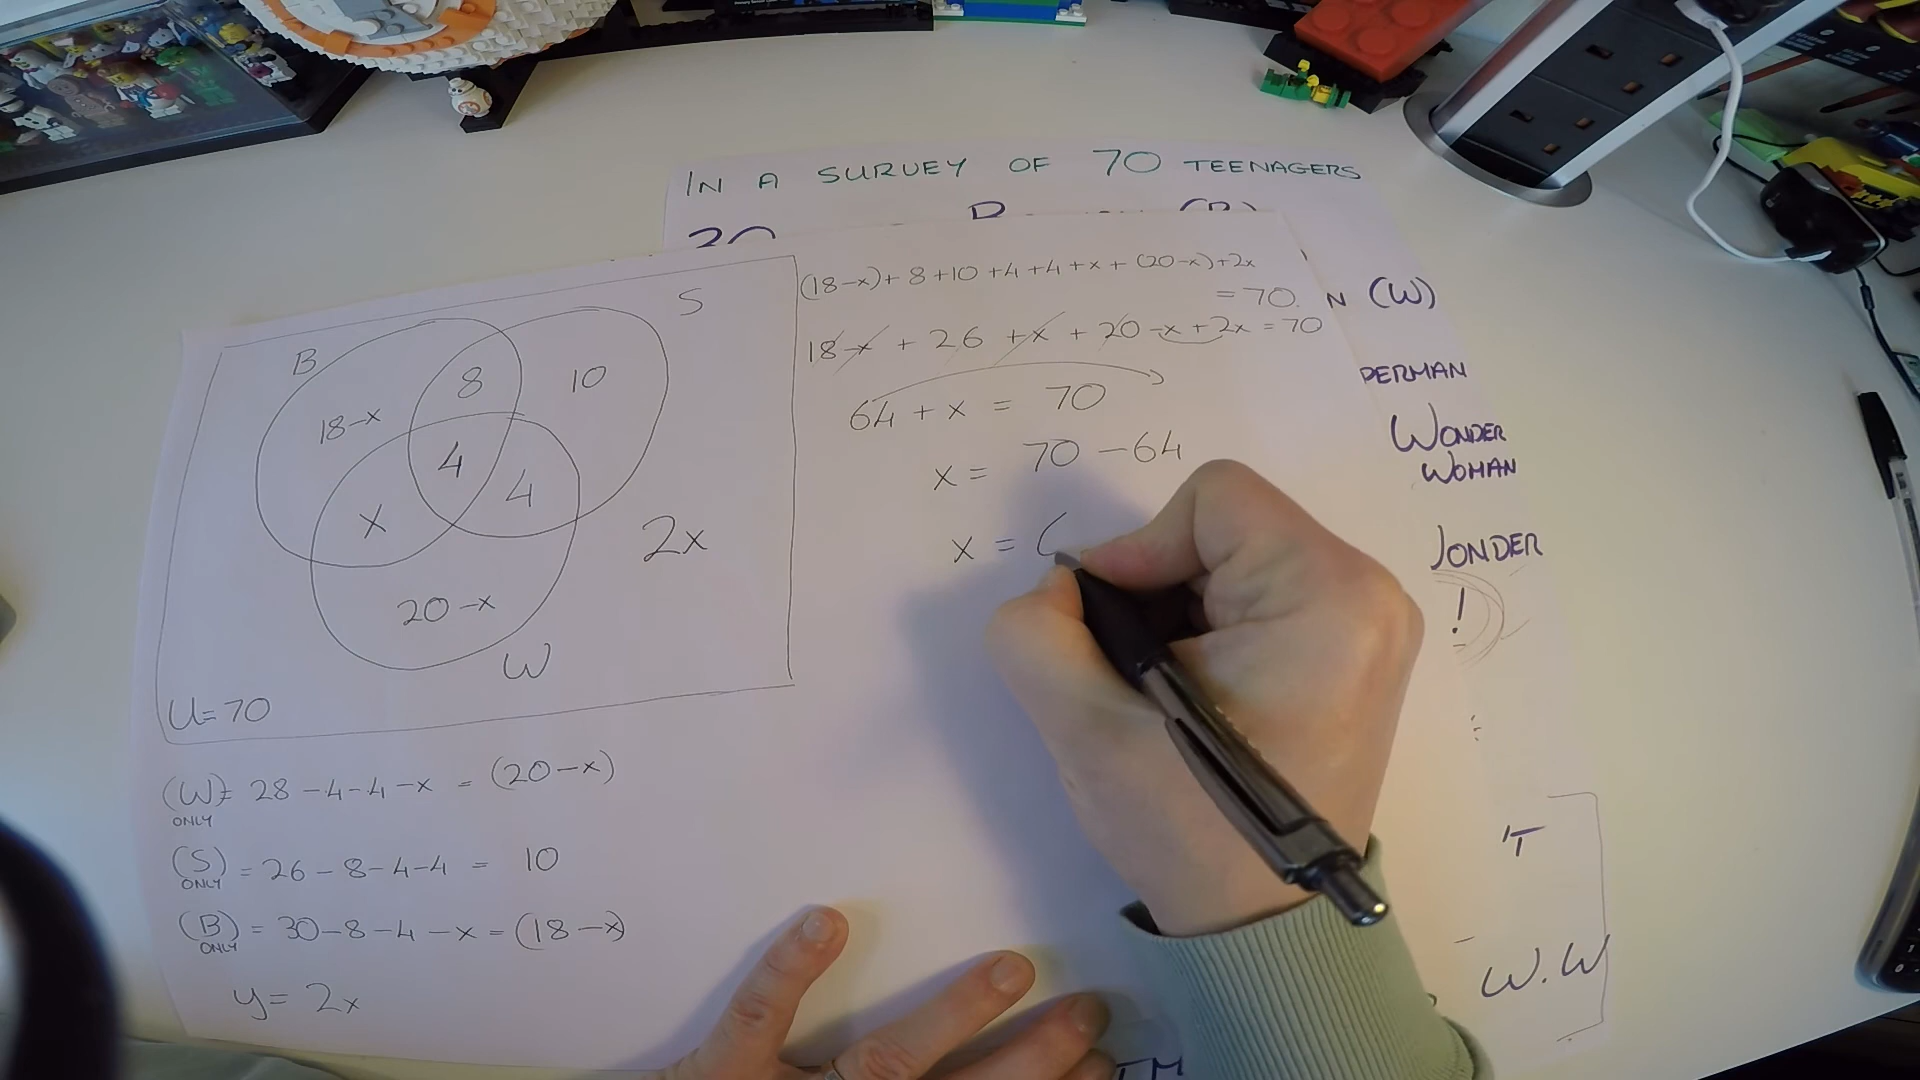 IN A SURVEY OF 70 TEENAGERS
N (W)
PERMAN
WONDER
WOMAN
!
W.W
S
B
8
10
18-x
4
4
x
2x
20-x
W
U=70
(W)= 28-4-4-x = (20-x)
ONLY
(S) = 26-8-4-4 = 10
ONLY
(B) = 30-8-4-x = (18-x)
ONLY
y= 2x
(18-x)+8+10+4+4+x+(20-x)+2x
=70
18-x + 26 +x + 20-x+2x=70
64+x = 70
x= 70-64
x =